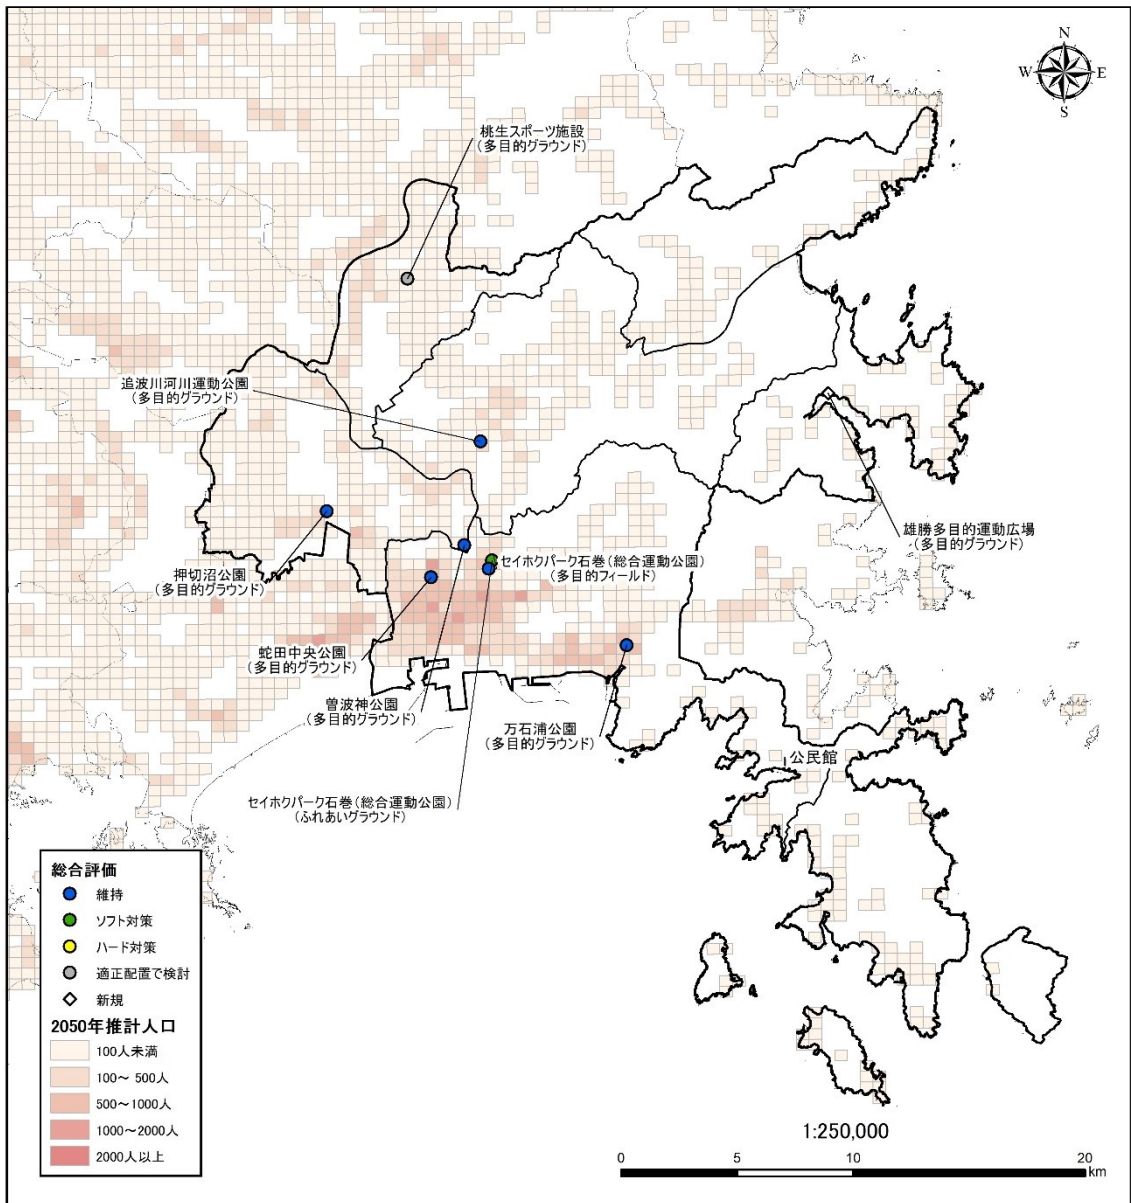 N
W
E
S
桃生スポーツ施設
(多目的グラウンド)
追波川河川運動公園
(多目的グラウンド)
雄勝多目的運動広場
(多目的グラウンド)
セイホクパーク石巻(総合運動公園)
(多目的フィールド)
押切沼公園
(多目的グラウンド)
蛇田中央公園
(多目的グラウンド)
曽波神公園
(多目的グラウンド)
万石浦公園
(多目的グラウンド)
公民館
セイホクパーク石巻(総合運動公園)
(ふれあいグラウンド)
総合評価
維持
ソフト対策
ハード対策
適正配置で検討
新規
2050年推計人口
100人未満
100～500人
500～1000人
1000～2000人
2000人以上
1:250,000
0 5 10 20
km